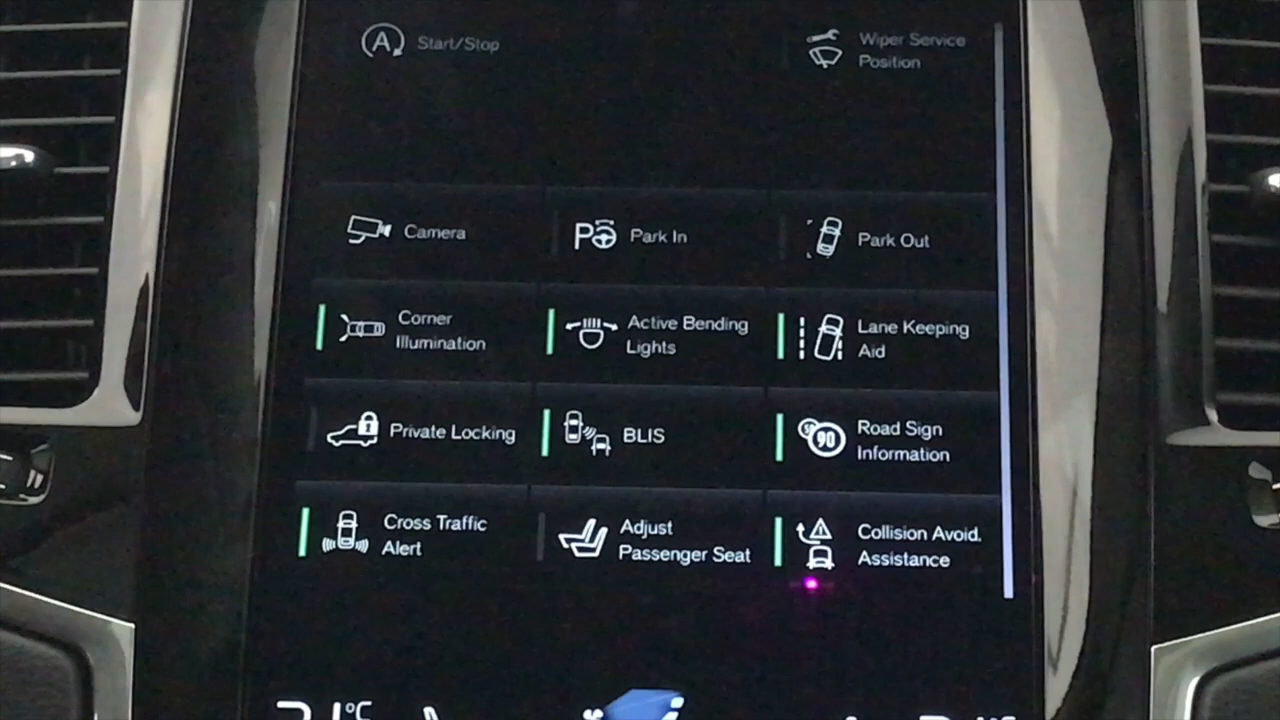 Start/Stop
Wiper Service
Position
Camera
Park In
Park Out
Corner
Illumination
Active Bending
Lights
Lane Keeping
Aid
Private Locking
BLIS
90
Road Sign
Information
Cross Traffic
Alert
Adjust
Passenger Seat
Collision Avoid.
Assistance